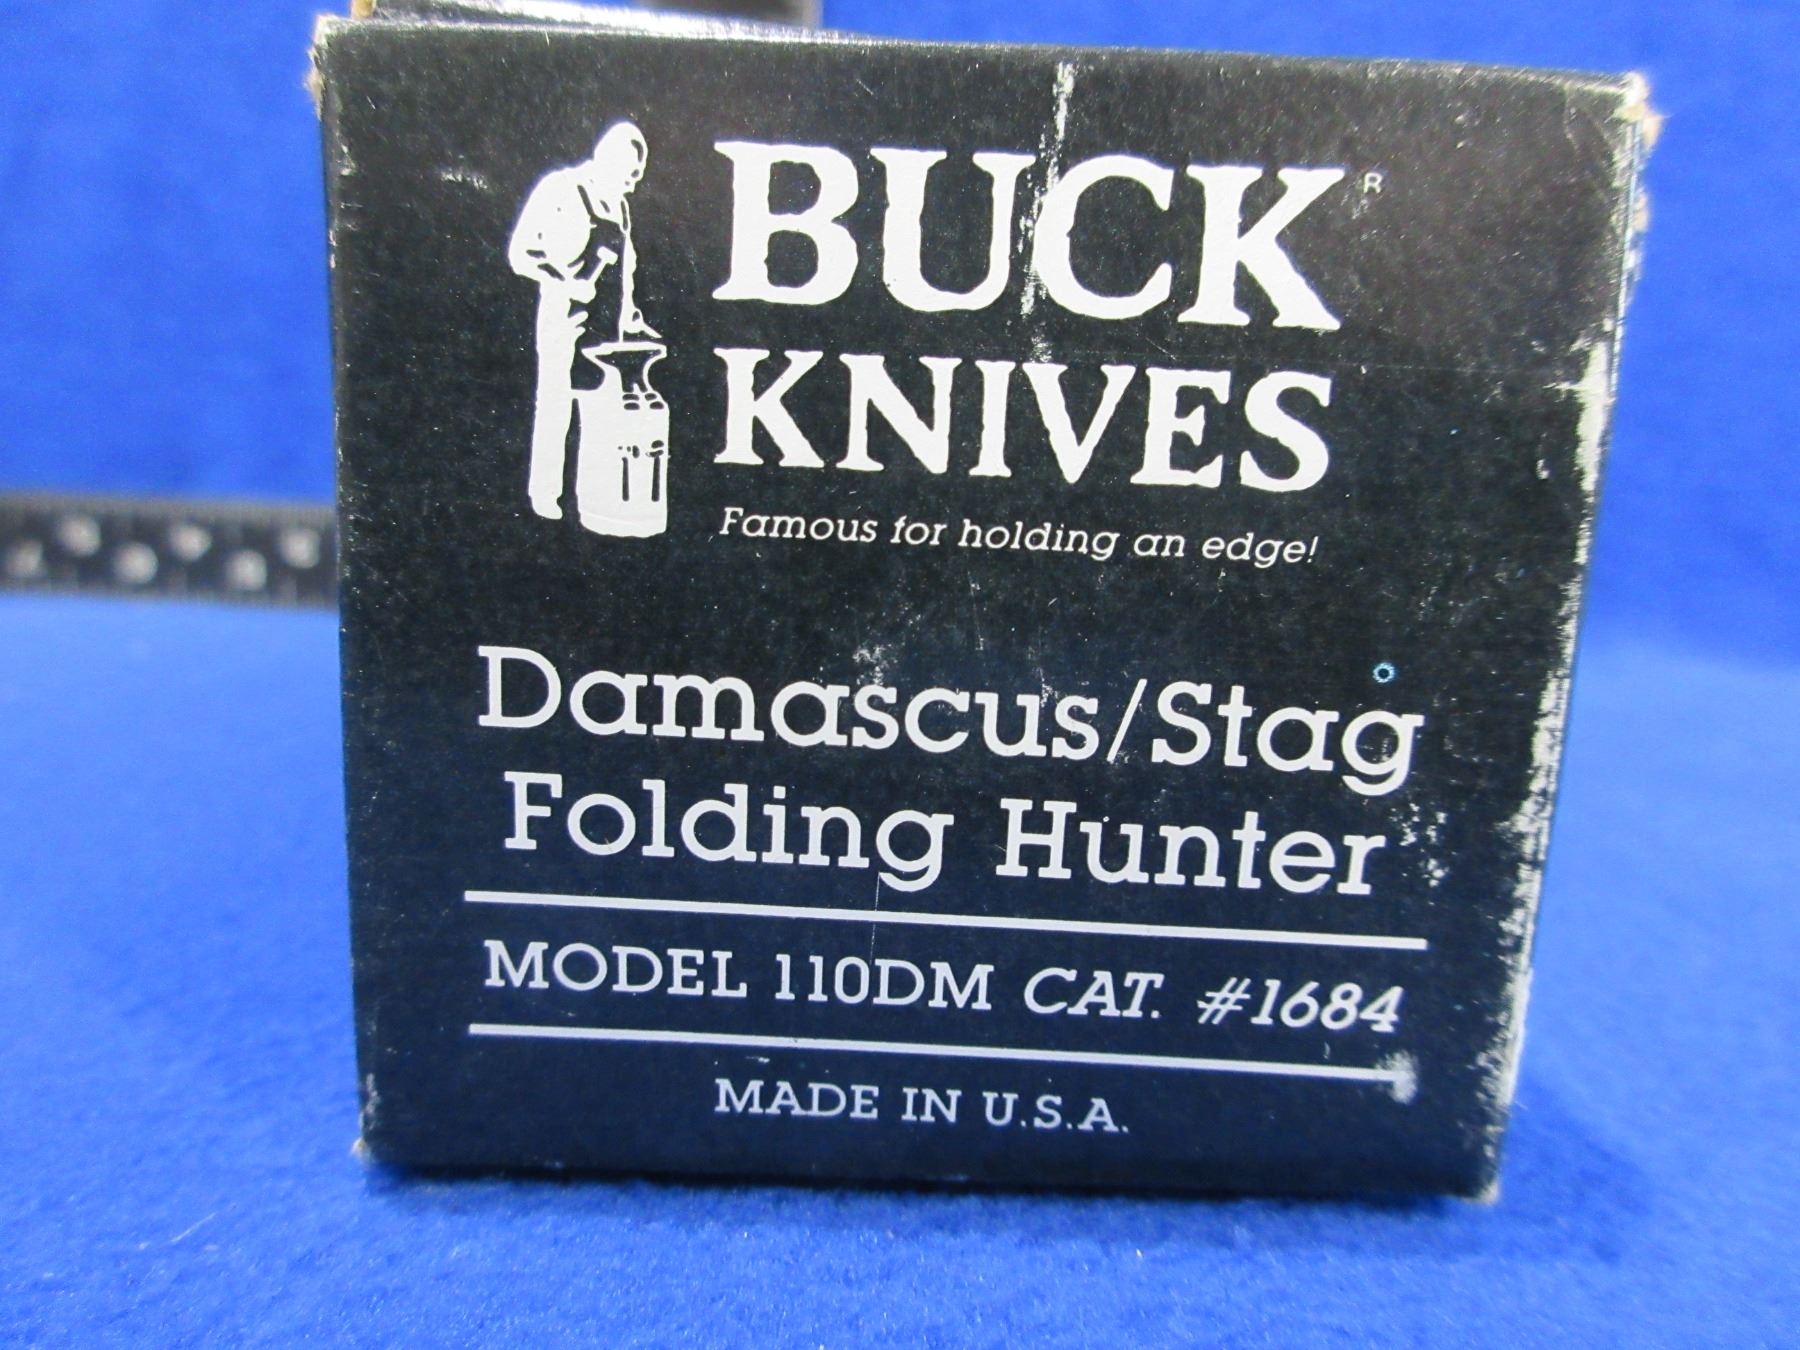 BUCK®
KNIVES
Famous for holding an edge!
Damascus/Stag
Folding Hunter
MODEL 110DM CAT. #1684
MADE IN U.S.A.